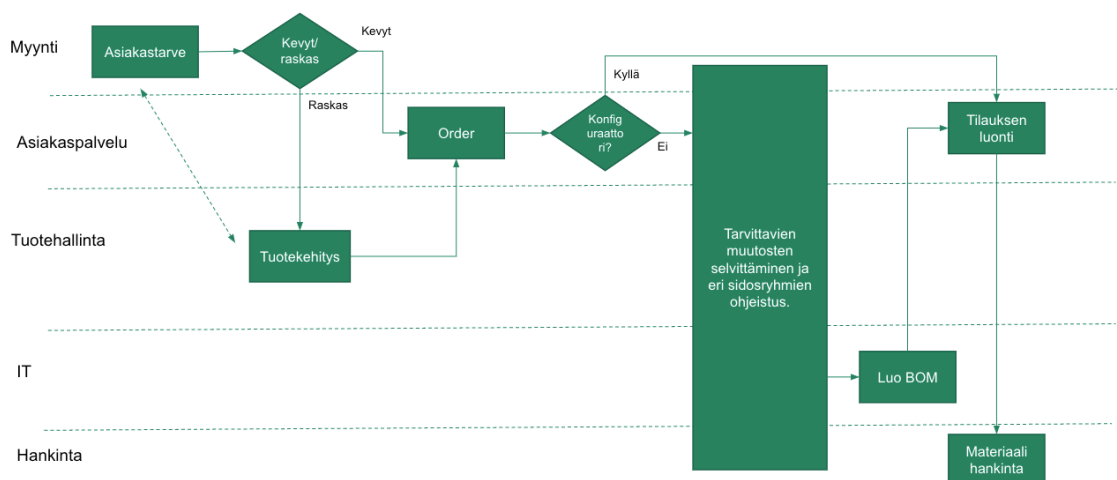 Myynti
Asiakastarve
Kevyt/
raskas
Kevyt
Raskas
Kyllä
Asiakaspalvelu
Order
Konfig
uraatto
ri?
Ei
Tilauksen
luonti
Tuotehallinta
Tuotekehitys
Tarvittavien
muutosten
selvittäminen ja
eri sidosryhmien
ohjeistus.
IT
Luo BOM
Hankinta
Materiaali
hankinta